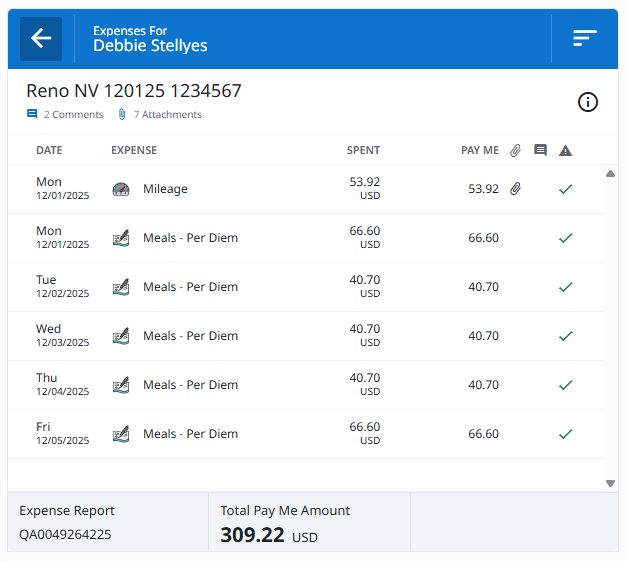 Expenses For
Debbie Stellyes
Reno NV 120125 1234567
2 Comments 7 Attachments
DATE EXPENSE SPENT PAY ME
Mon 53.92
12/01/2025 Mileage USD 53.92
Mon 66.60
12/01/2025 Meals - Per Diem USD 66.60
Tue 40.70
12/02/2025 Meals - Per Diem USD 40.70
Wed 40.70
12/03/2025 Meals - Per Diem USD 40.70
Thu 40.70
12/04/2025 Meals - Per Diem USD 40.70
Fri 66.60
12/05/2025 Meals - Per Diem USD 66.60
Expense Report Total Pay Me Amount
QA0049264225 309.22 USD